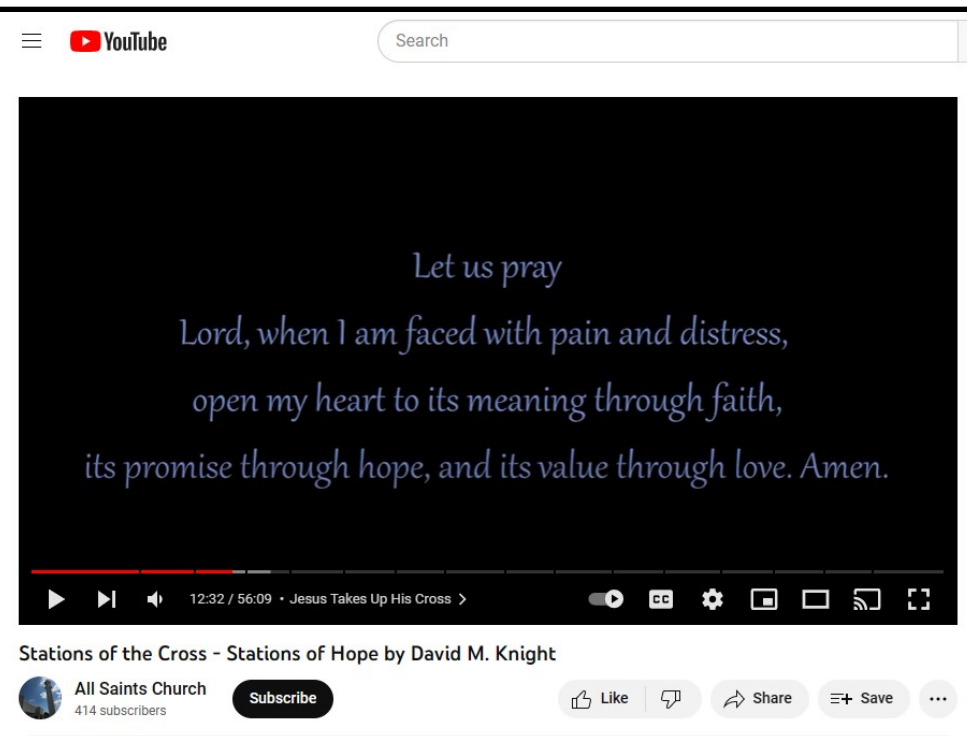 YouTube
Search
Let us pray
Lord, when I am faced with pain and distress,
open my heart to its meaning through faith,
its promise through hope, and its value through love. Amen.
12:32 / 56:09 • Jesus Takes Up His Cross >
CC
Stations of the Cross - Stations of Hope by David M. Knight
All Saints Church
414 subscribers
Subscribe
Like
Share
Save